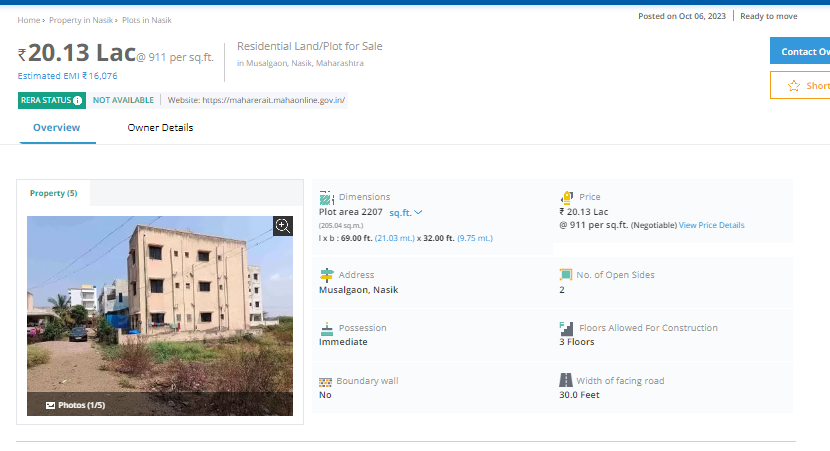 Home › Property in Nasik › Plots in Nasik
Posted on Oct 06, 2023 | Ready to move
₹20.13 Lac@ 911 per sq.ft.
Estimated EMI ₹16,076
Residential Land/Plot for Sale
in Musalgaon, Nasik, Maharashtra
Contact Ow
Short
RERA STATUS NOT AVAILABLE | Website: https://maharerait.mahaonline.gov.in/
Overview
Owner Details
Property (5)
Photos (1/5)
Dimensions
Plot area 2207 sq.ft.
(205.04 sq.m.)
l x b : 69.00 ft. (21.03 mt.) x 32.00 ft. (9.75 mt.)
Price
₹ 20.13 Lac
@ 911 per sq.ft. (Negotiable) View Price Details
Address
Musalgaon, Nasik
No. of Open Sides
2
Possession
Immediate
Floors Allowed For Construction
3 Floors
Boundary wall
No
Width of facing road
30.0 Feet